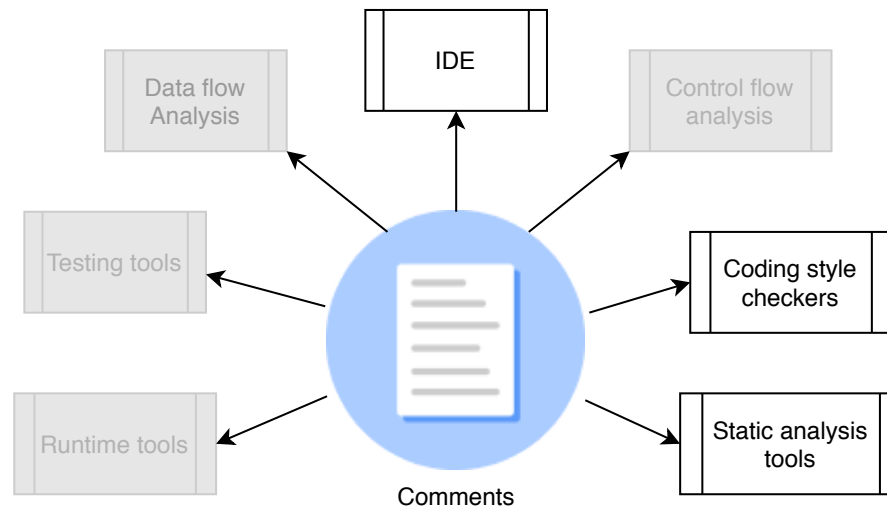 IDE
Data flow
Analysis
Control flow
analysis
Testing tools
Coding style
checkers
Runtime tools
Static analysis
tools
Comments